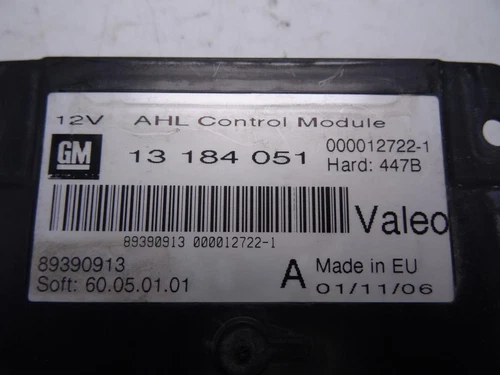 12V AHL Control Module
GM 13 184 051 000012722-1
Hard: 447B
Valeo
89390913 000012722-1
89390913 A Made in EU
Soft: 60.05.01.01 01/11/06